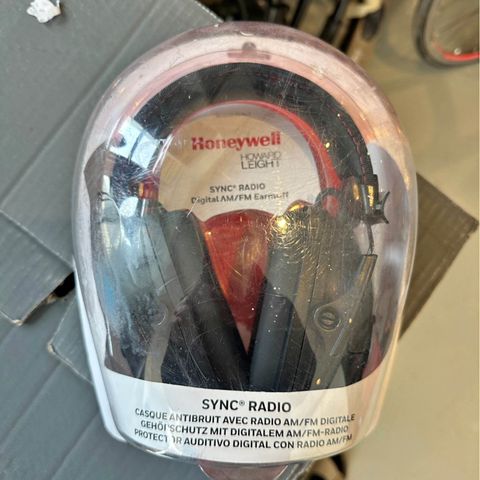 Honeywell
HOWARD
LEIGHT
SYNC® RADIO
Digital AM/FM Earmuff
SYNC® RADIO
CASQUE ANTIBRUIT AVEC RADIO AM/FM DIGITALE
GEHÖRSCHUTZ MIT DIGITALEM AM/FM-RADIO
PROTECTOR AUDITIVO DIGITAL CON RADIO AM/FM